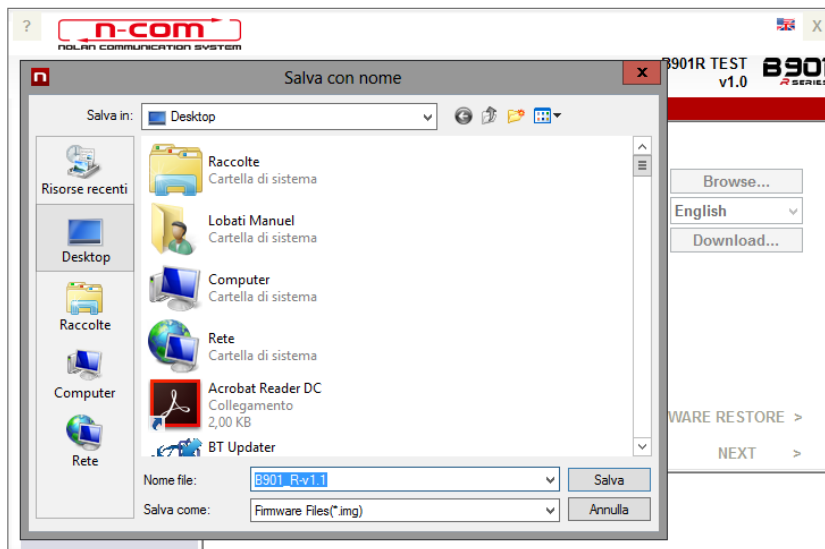 ?
n-com
NOLAN COMMUNICATION SYSTEM
X
B901R TEST
v1.0
B901
R SERIES
n
Salva con nome
x
Salva in:
Desktop
Risorse recenti
Desktop
Raccolte
Computer
Rete
Raccolte
Cartella di sistema
Lobati Manuel
Cartella di sistema
Computer
Cartella di sistema
Rete
Cartella di sistema
Acrobat Reader DC
Collegamento
2,00 KB
BT Updater
Nome file:
B901_R-v1.1
Salva
Salva come:
Firmware Files(*.img)
Annulla
Browse...
English
Download...
WARE RESTORE >
NEXT >